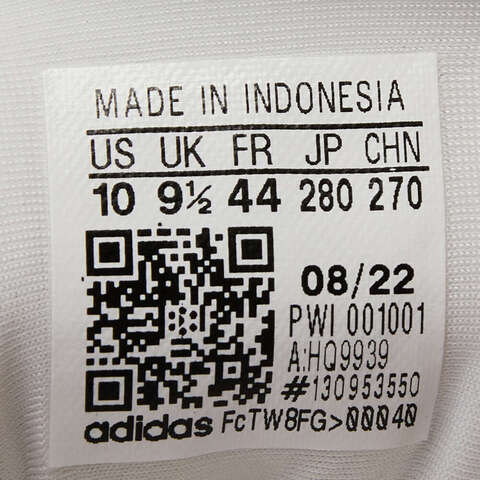 MADE IN INDONESIA
US UK FR JP CHN
10 9½ 44 280 270
08/22
PWI 001001
A:HQ9939
#130953550
adidas FcTW8FG>00040